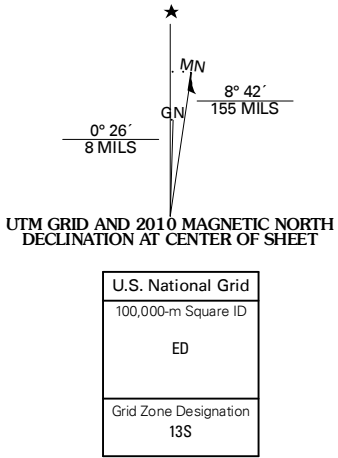 MN
8° 42´
155 MILS
GN
0° 26´
8 MILS
UTM GRID AND 2010 MAGNETIC NORTH
DECLINATION AT CENTER OF SHEET
U.S. National Grid
100,000-m Square ID
ED
Grid Zone Designation
13S